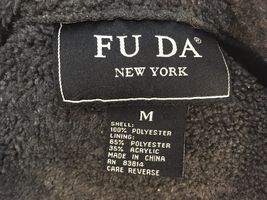 FU DA®
NEW YORK
M
SHELL:
100% POLYESTER
LINING:
65% POLYESTER
35% ACRYLIC
MADE IN CHINA
RN 83814
CARE REVERSE